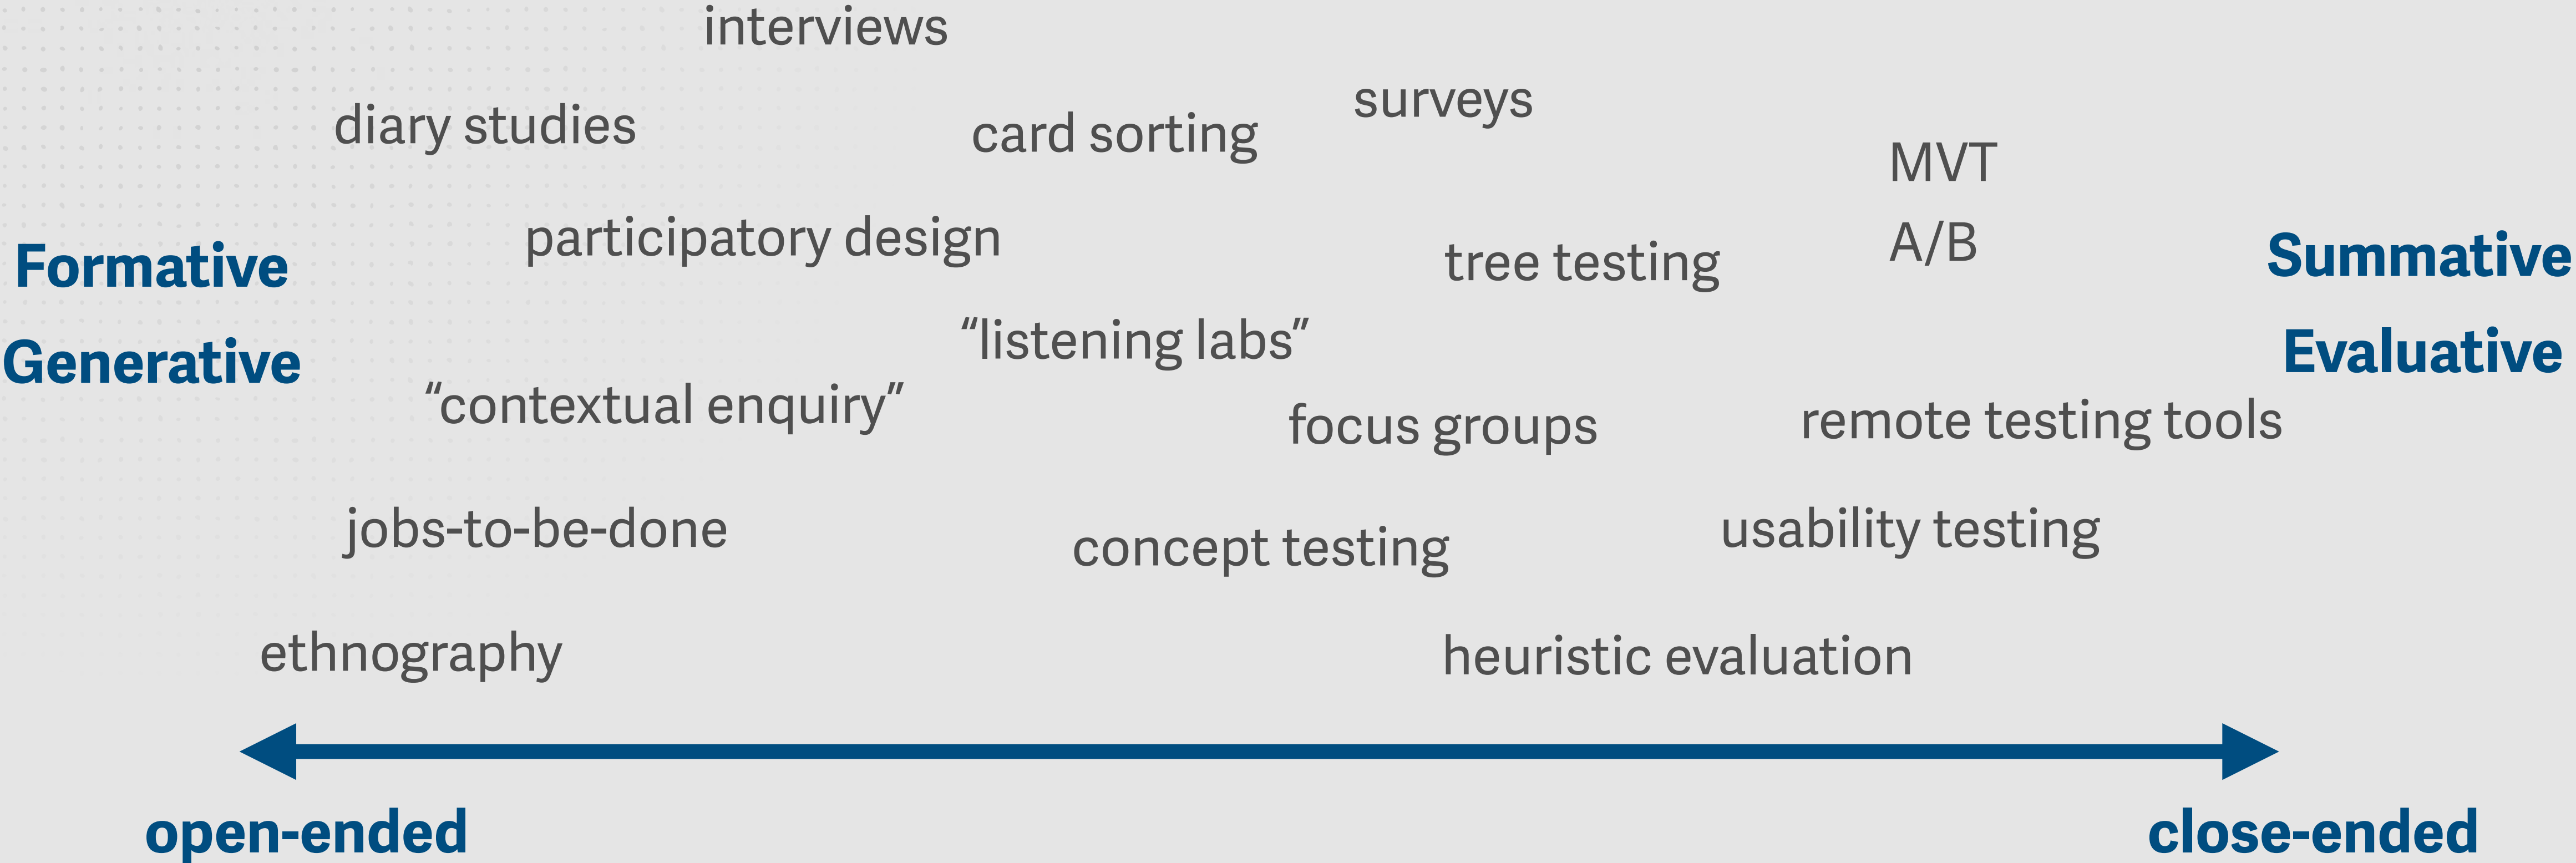 interviews
surveys
diary studies
card sorting
MVT
participatory design
A/B
tree testing
Formative
Summative
“listening labs”
Generative
Evaluative
“contextual enquiry”
focus groups
remote testing tools
jobs-to-be-done
concept testing
usability testing
ethnography
heuristic evaluation
open-ended
close-ended